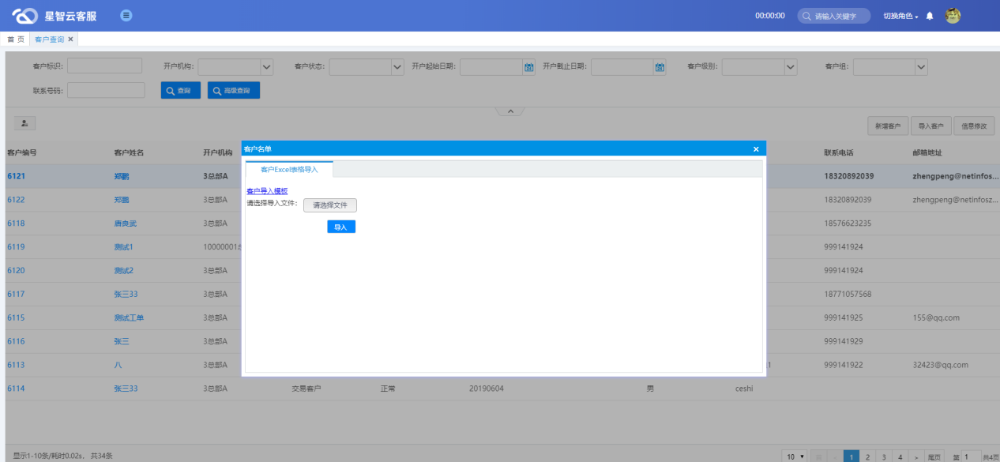 星智云客服 00:00:00 请输入关键字 切换角色
首 页 客户查询 ×
客户标识: 开户机构: 客户状态: 开户起始日期: 开户截止日期: 客户级别: 客户组:
联系号码: 查询 高级查询
新增客户 导入客户 信息修改
客户编号 客户姓名 开户机构 联系电话 邮箱地址
客户名单 ×
客户Excel表格导入
客户导入模板
请选择导入文件: 请选择文件
导入
6121 郑鹏 3总部A 18320892039 zhengpeng@netinfos...
6122 郑鹏 3总部A 18320892039 zhengpeng@netinfosz...
6118 唐良武 3总部A 18576623235
6119 测试1 10000001 999141924
6120 测试2 3总部A 999141924
6117 张三33 3总部A 18771057568
6115 测试工单 3总部A 999141925 155@qq.com
6116 张三 3总部A 999141929
6113 八 3总部A 999141922 32423@qq.com
6114 张三33 3总部A 交易客户 正常 20190604 男 ceshi
显示1-10条/耗时0.02s, 共34条 10 1 2 3 4 > 尾页 第 1 共4页